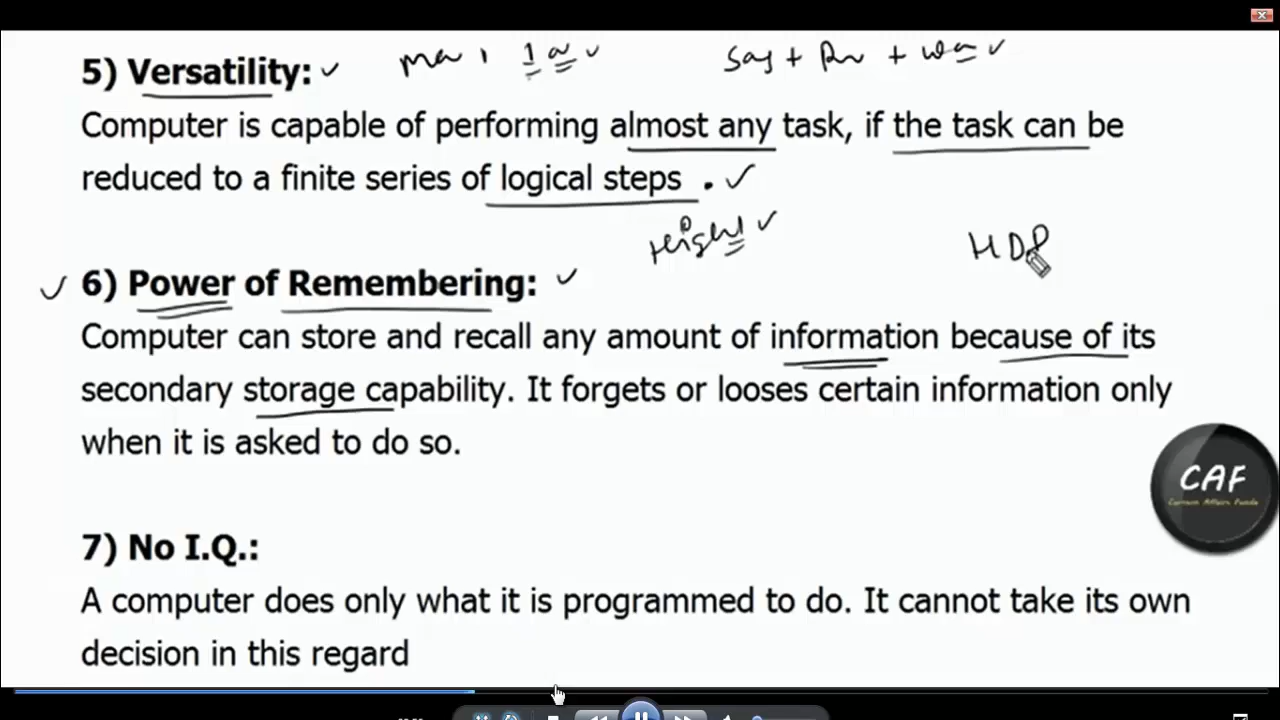 5) Versatility:
Computer is capable of performing almost any task, if the task can be
reduced to a finite series of logical steps .
6) Power of Remembering:
Computer can store and recall any amount of information because of its
secondary storage capability. It forgets or looses certain information only
when it is asked to do so.
CAF
Current Affairs Funda
7) No I.Q.:
A computer does only what it is programmed to do. It cannot take its own
decision in this regard